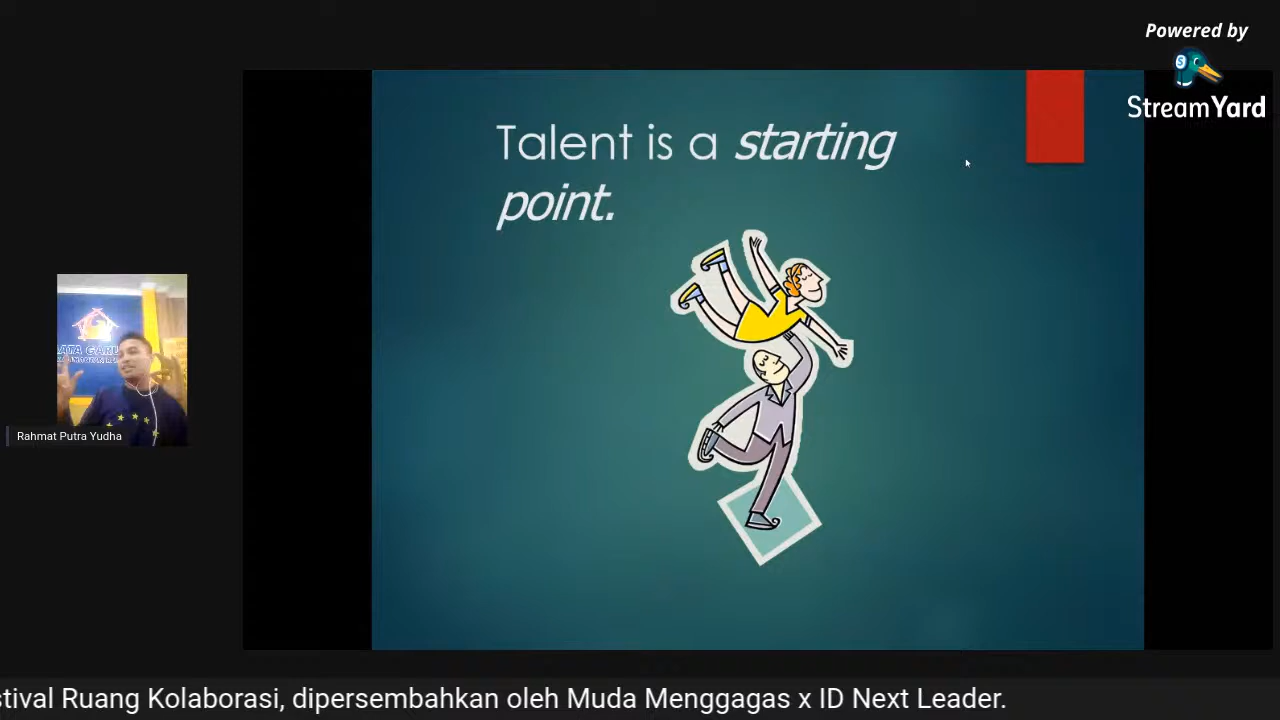 Powered by
StreamYard
Talent is a starting
point.
Rahmat Putra Yudha
stival Ruang Kolaborasi, dipersembahkan oleh Muda Menggagas x ID Next Leader.